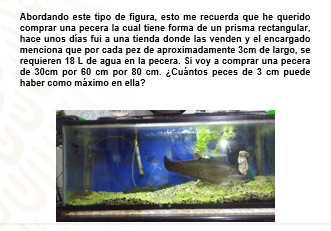 Abordando este tipo de figura, esto me recuerda que he querido
comprar una pecera la cual tiene forma de un prisma rectangular,
hace unos días fui a una tienda donde las venden y el encargado
menciona que por cada pez de aproximadamente 3cm de largo, se
requieren 18 L de agua en la pecera. Si voy a comprar una pecera
de 30cm por 60 cm por 80 cm. ¿Cuántos peces de 3 cm puede
haber como máximo en ella?